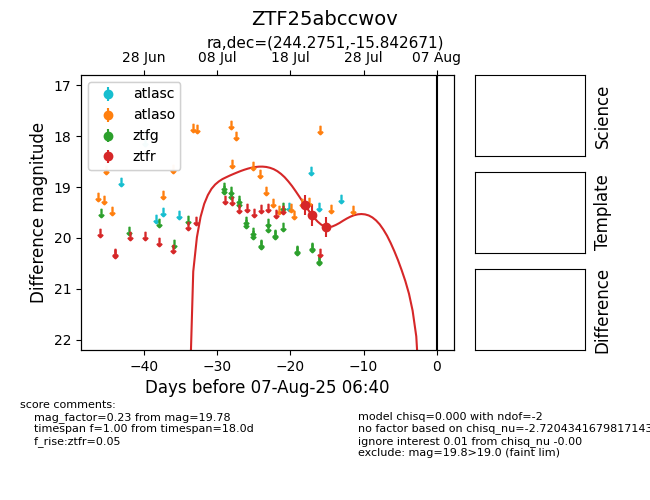 ZTF25abccwov
ra,dec=(244.2751,-15.842671)
28 Jun 08 Jul 18 Jul 28 Jul 07 Aug
17
18
19
20
21
22
Difference magnitude
atlasc
atlaso
ztfg
ztfr
−40 −30 −20 −10 0
Days before 07-Aug-25 06:40
Science
Template
Difference
score comments:
mag_factor=0.23 from mag=19.78
timespan f=1.00 from timespan=18.0d
f_rise:ztfr=0.05
model chisq=0.000 with ndof=-2
no factor based on chisq_nu=-2.7204341679817143
ignore interest 0.01 from chisq_nu -0.00
exclude: mag=19.8>19.0 (faint lim)